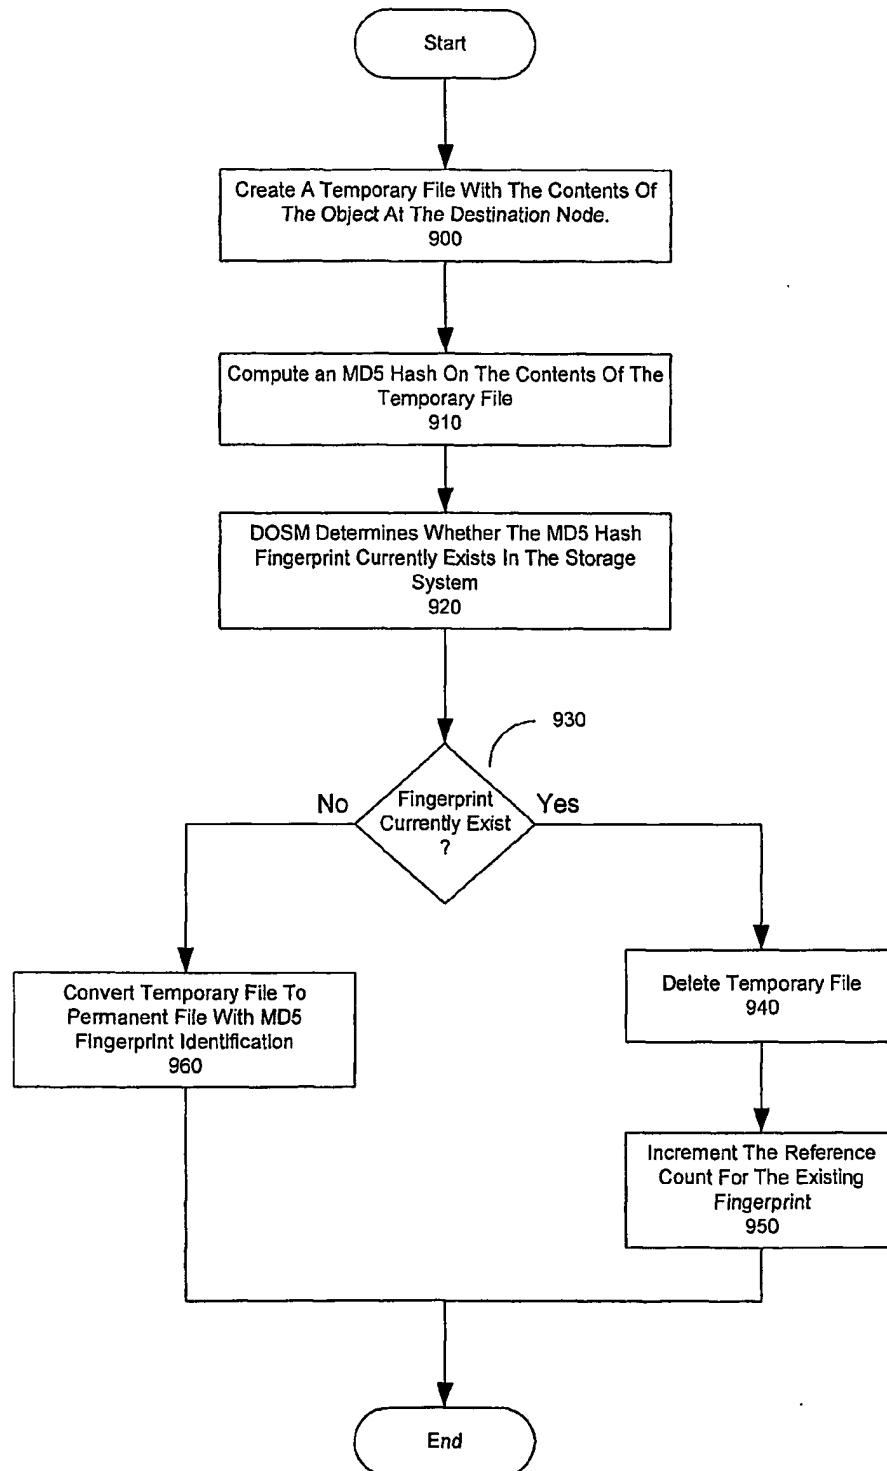 Start
Create A Temporary File With The Contents Of
The Object At The Destination Node.
900
Compute an MD5 Hash On The Contents Of The
Temporary File
910
DOSM Determines Whether The MD5 Hash
Fingerprint Currently Exists In The Storage
System
920
930
No
Fingerprint
Currently Exist
?
Yes
Convert Temporary File To
Permanent File With MD5
Fingerprint Identification
960
Delete Temporary File
940
Increment The Reference
Count For The Existing
Fingerprint
950
End